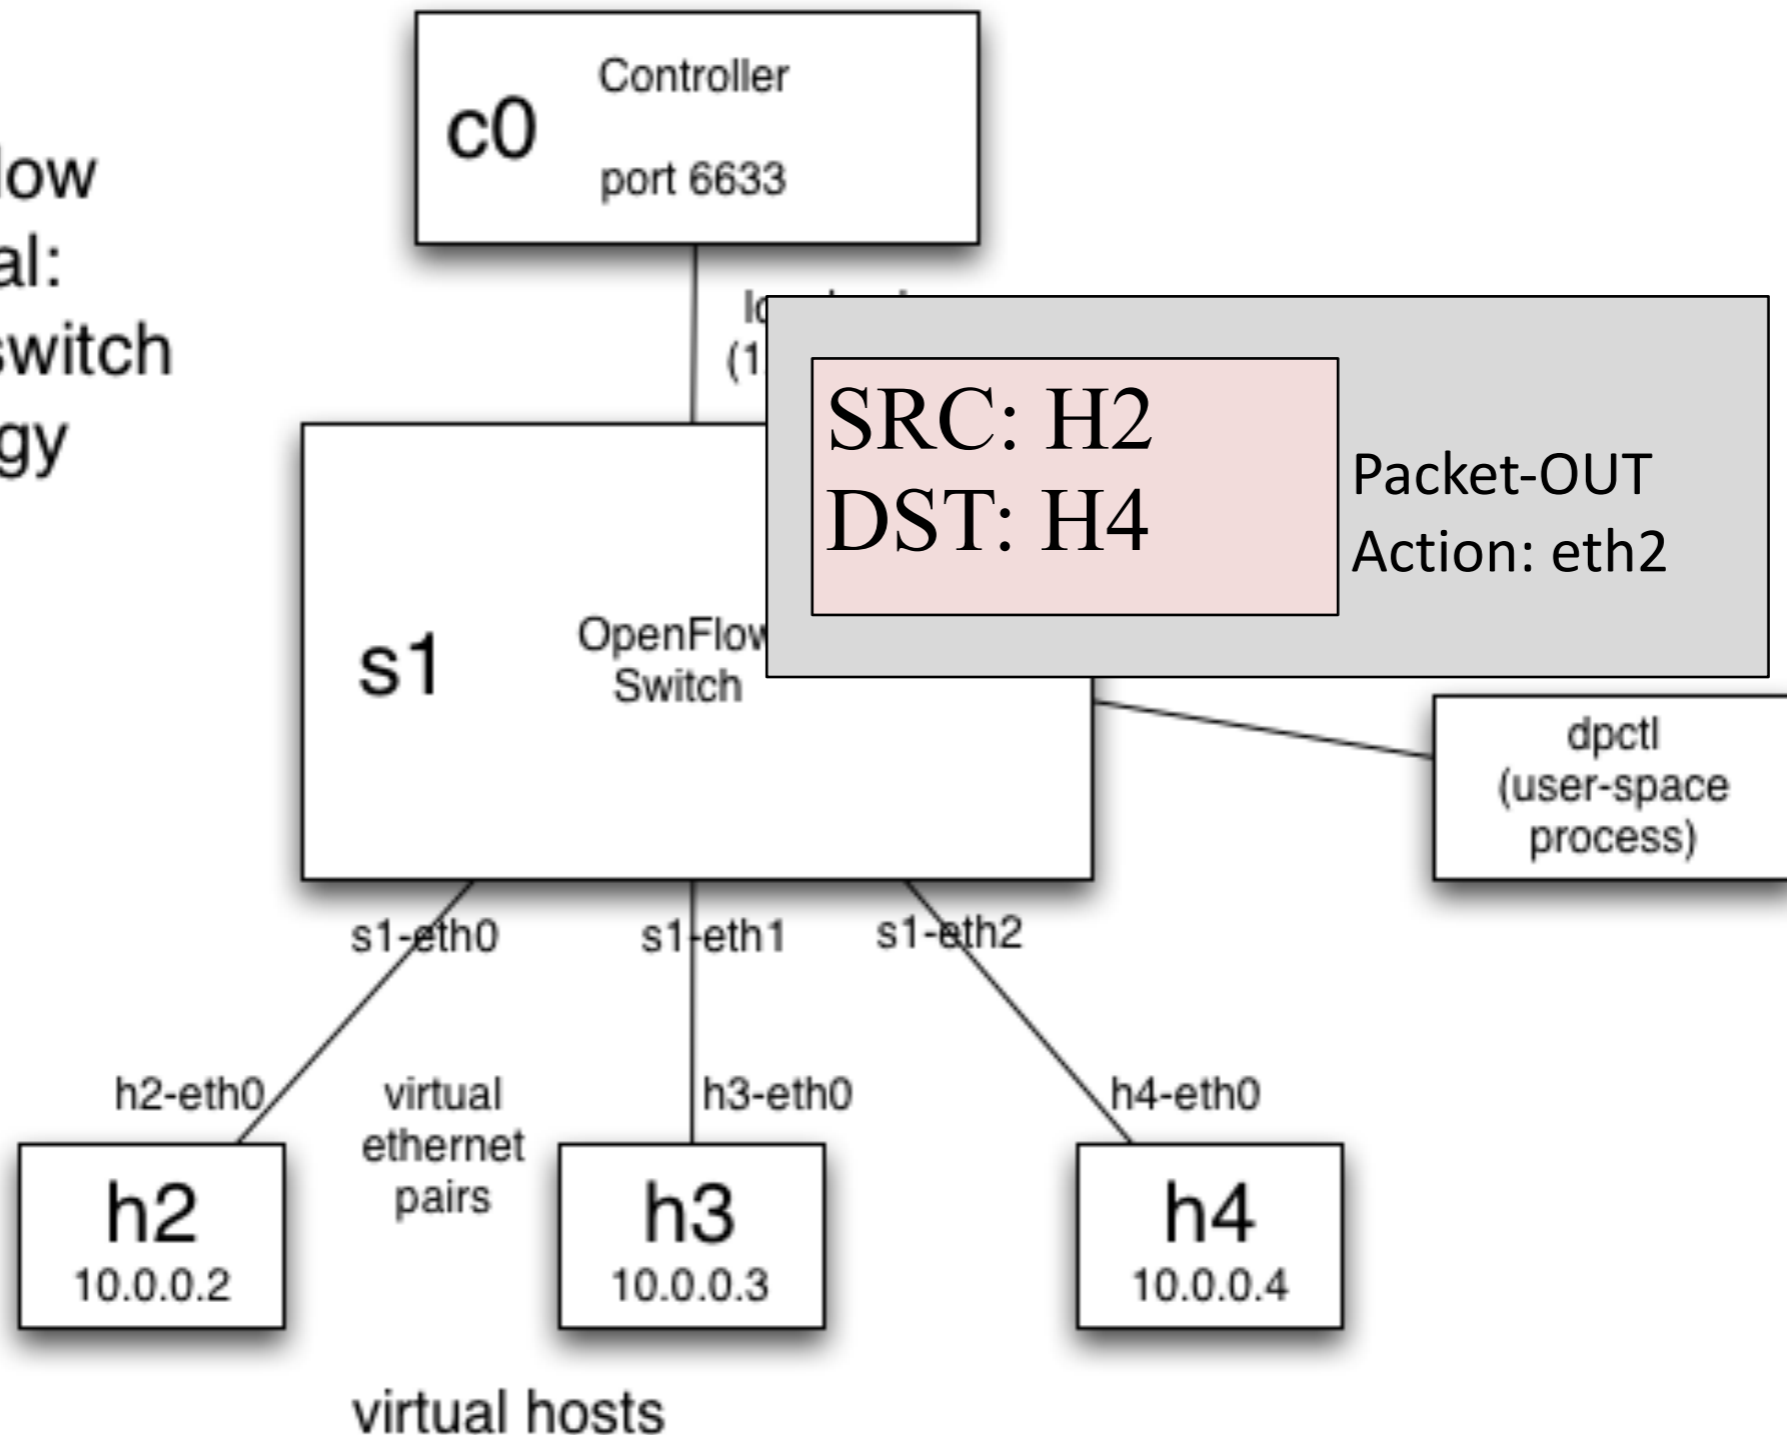 Controller
c0
port 6633
low
al:
switch
gy
(1
SRC: H2
DST: H4
Packet-OUT
Action: eth2
s1
OpenFlow
Switch
dpctl
(user-space
process)
s1-eth0
s1-eth1
s1-eth2
h2-eth0
virtual
ethernet
pairs
h3-eth0
h4-eth0
h2
10.0.0.2
h3
10.0.0.3
h4
10.0.0.4
virtual hosts